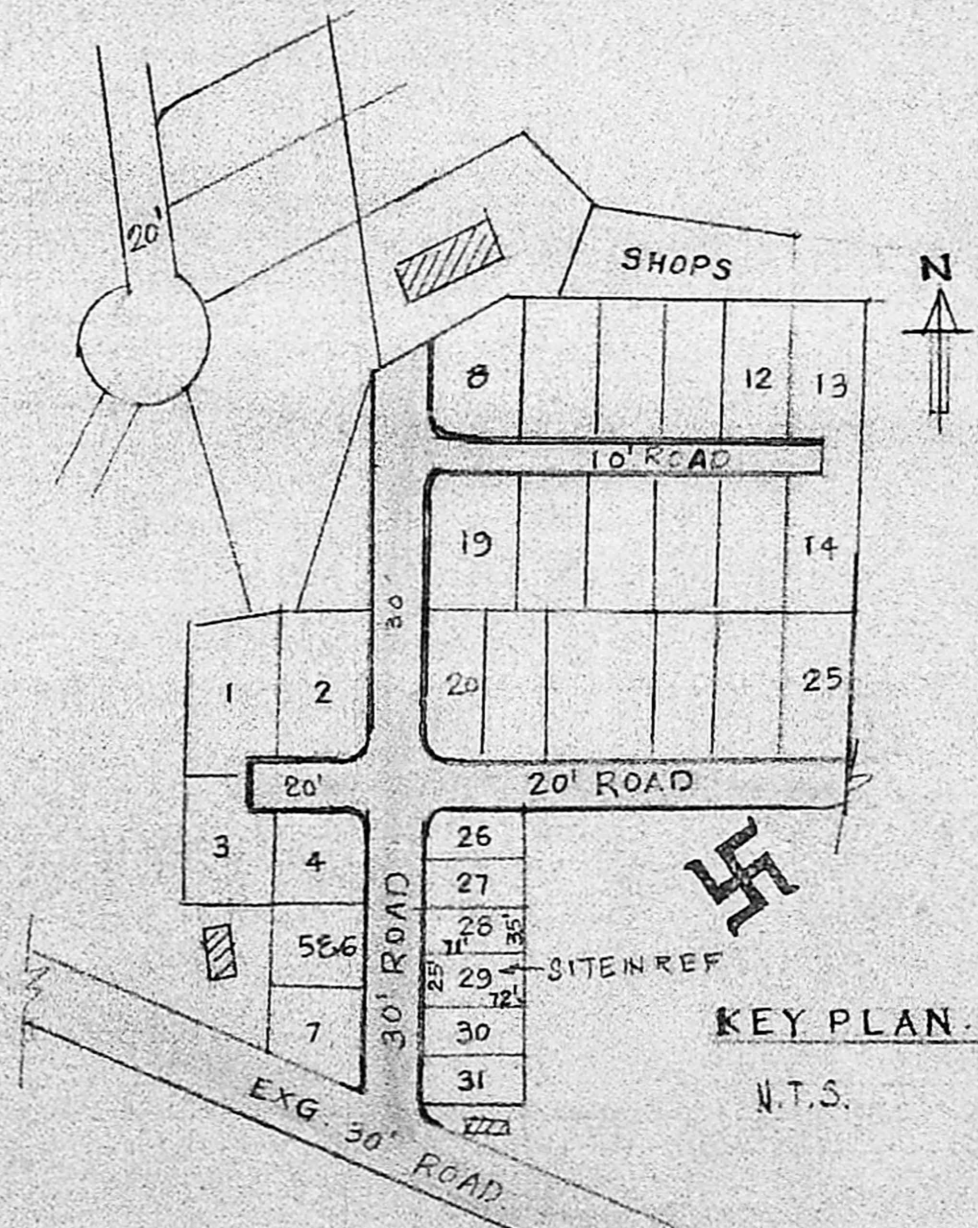 20'
SHOPS
N
8
12
13
10' ROAD
19
14
30'
1
2
20
25
20'
20' ROAD
3
4
26
27
5&6
30' ROAD
28
71'
35'
25'
29
72'
SITE IN REF
7
30
31
KEY PLAN.
N.T.S.
EXG. 30' ROAD